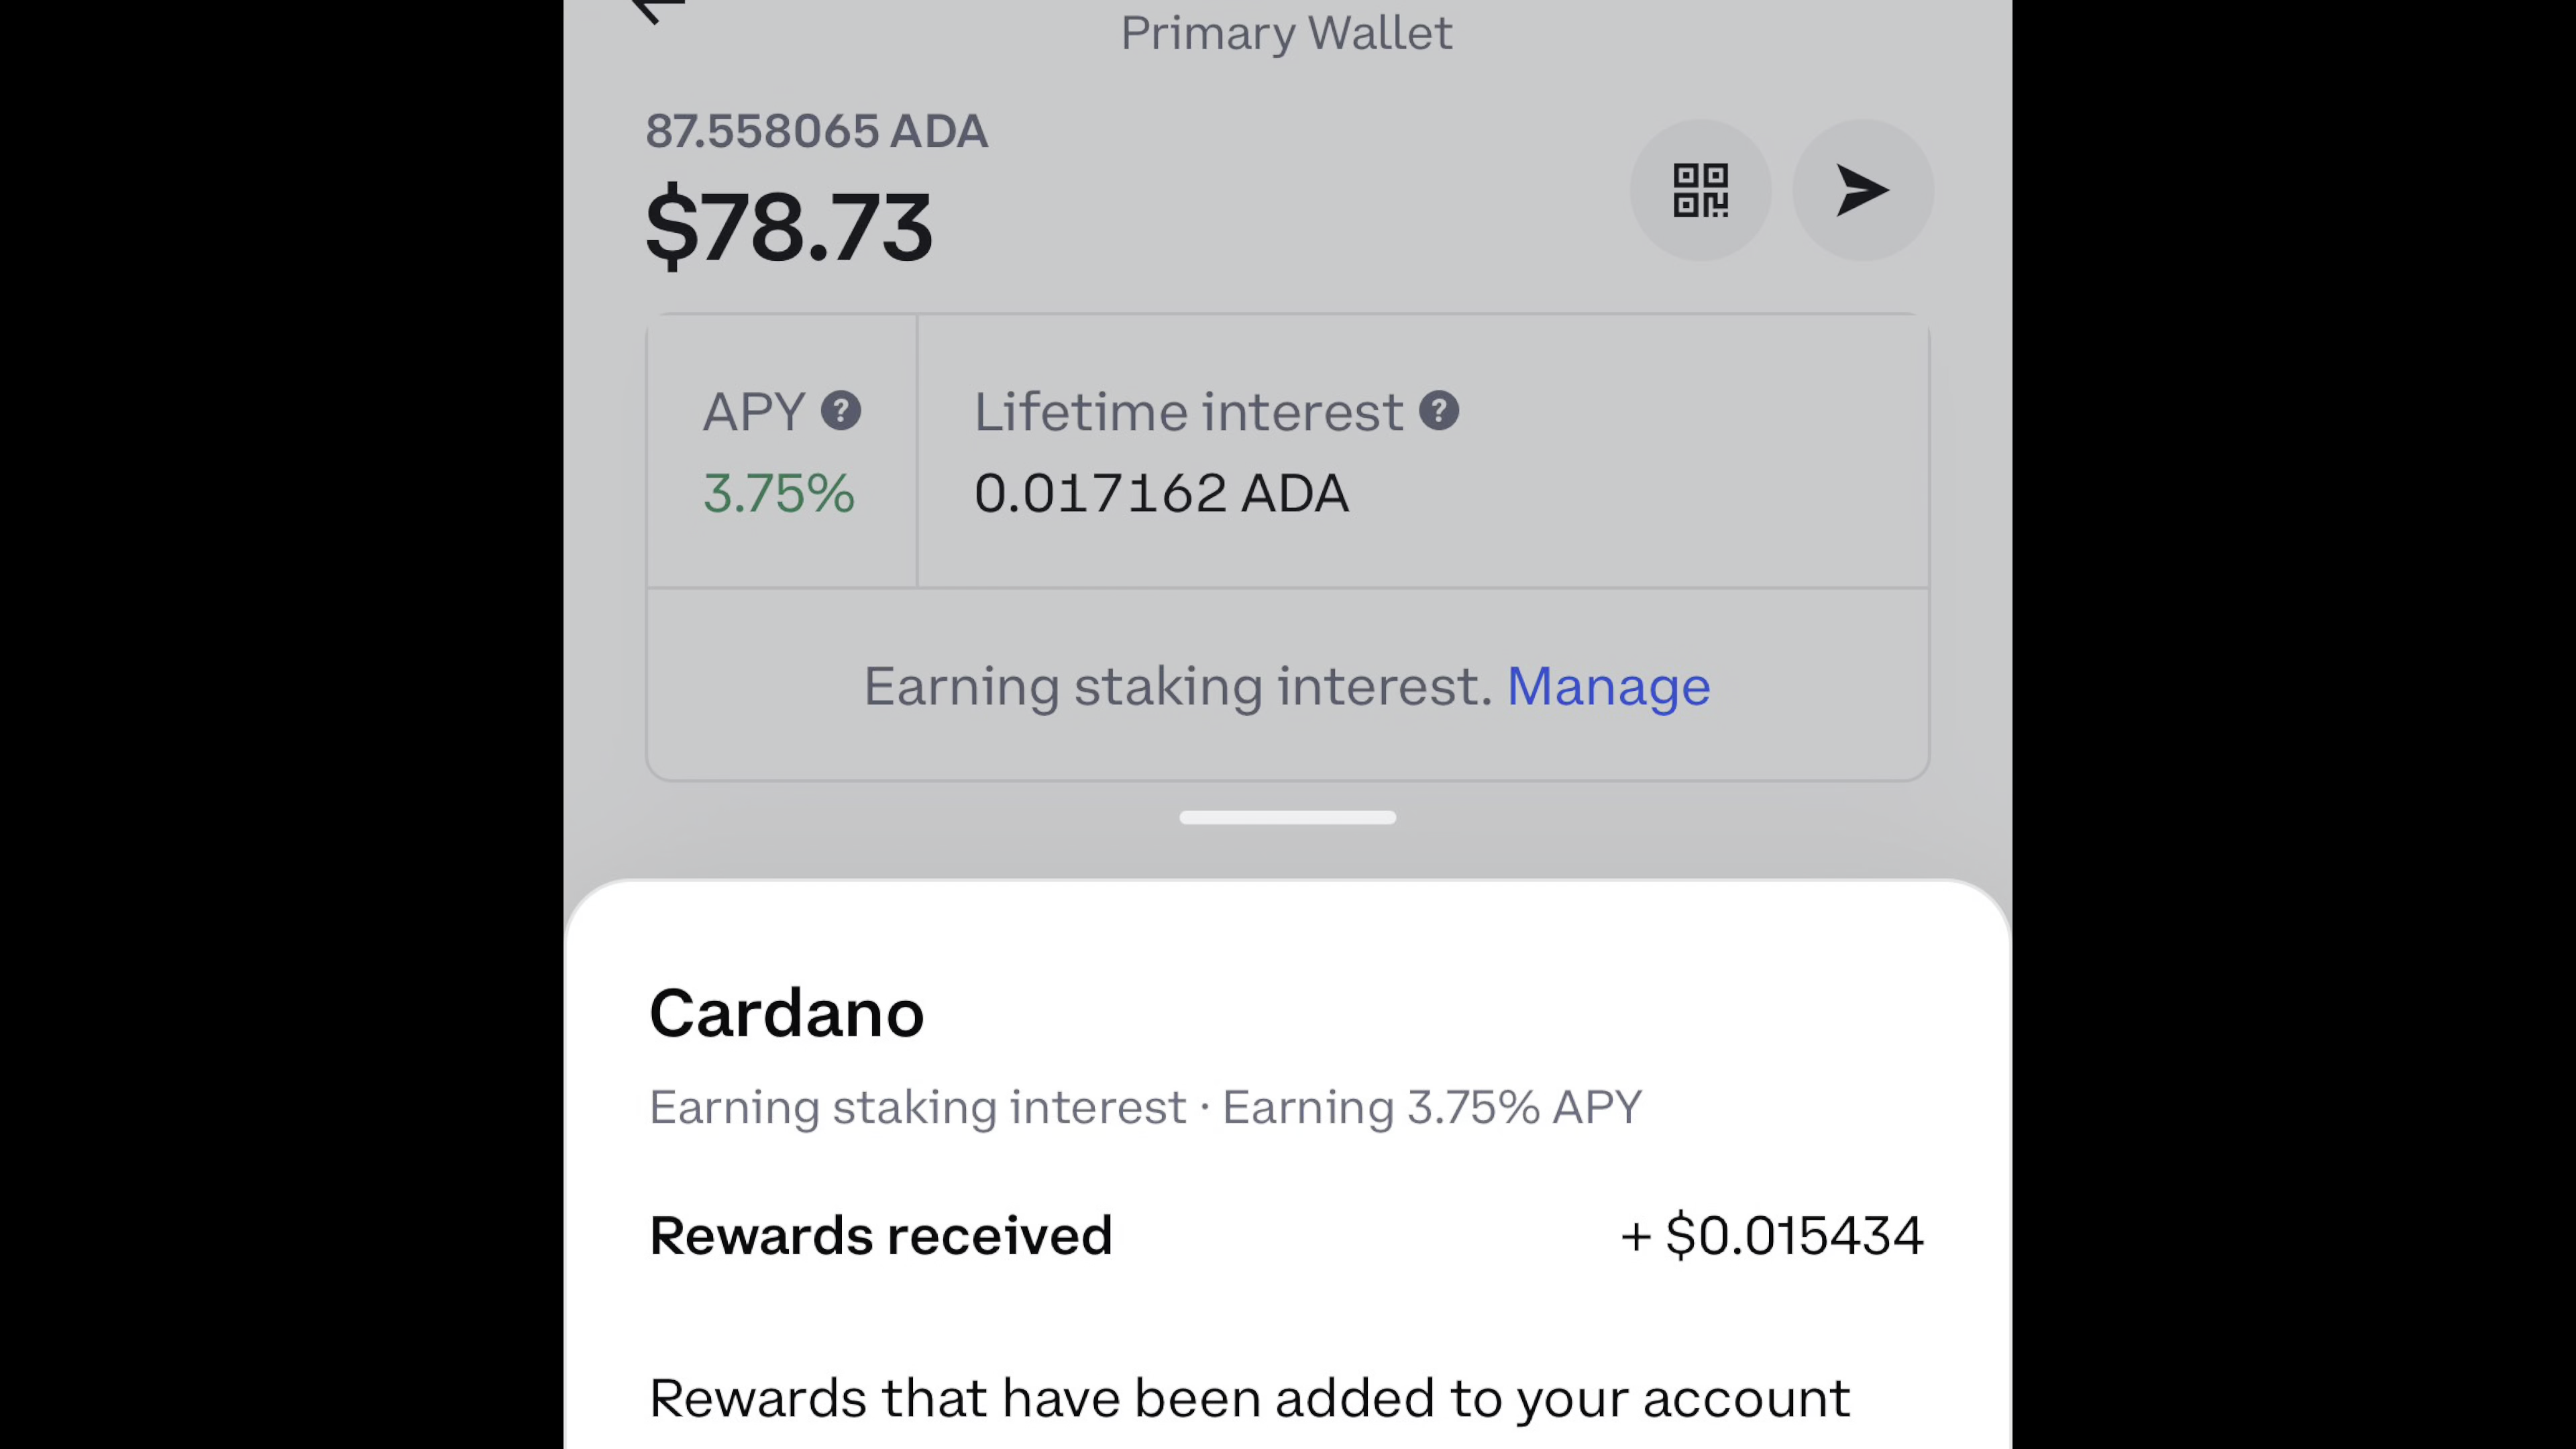 Primary Wallet
87.558065 ADA
$78.73
APY ?
Lifetime interest ?
3.75%
0.017162 ADA
Earning staking interest. Manage
Cardano
Earning staking interest · Earning 3.75% APY
Rewards received
+ $0.015434
Rewards that have been added to your account